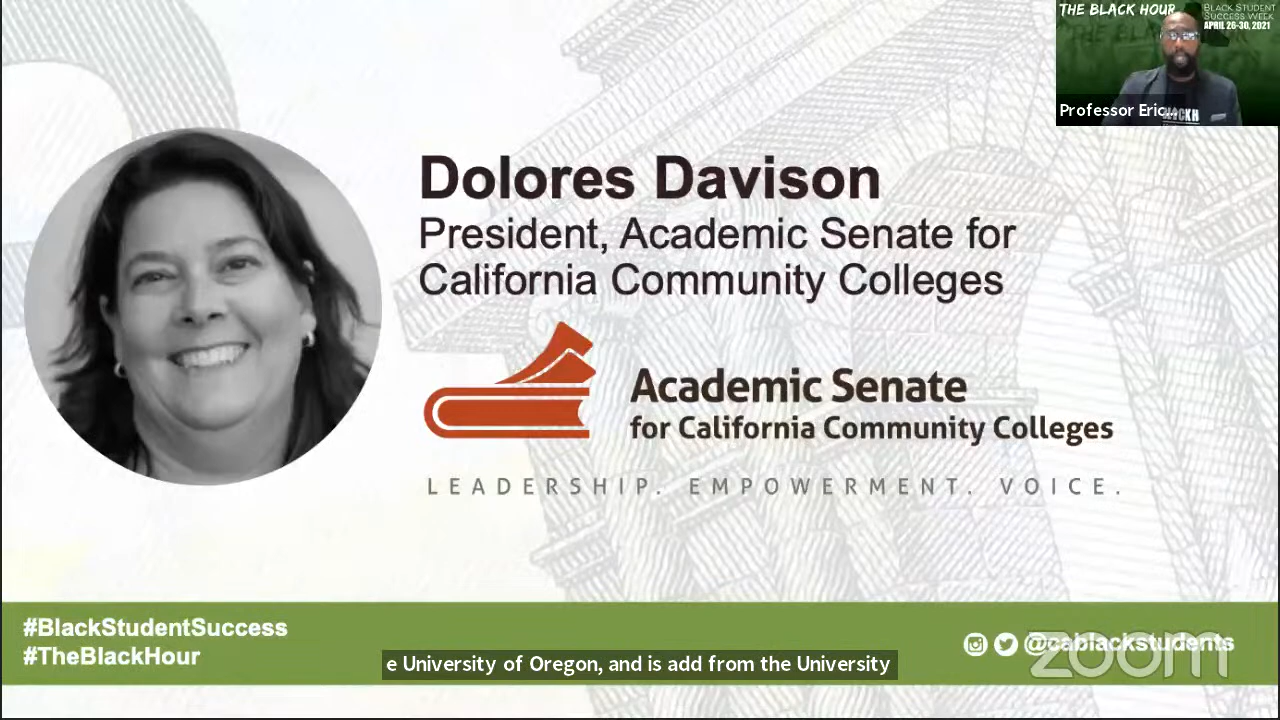 THE BLACK HOUR
BLACK STUDENT
SUCCESS WEEK
APRIL 26-30, 2021
Professor Eric...
Dolores Davison
President, Academic Senate for
California Community Colleges
Academic Senate
for California Community Colleges
LEADERSHIP. EMPOWERMENT. VOICE.
#BlackStudentSuccess
#TheBlackHour
@cablackstudents
zoom
e University of Oregon, and is add from the University